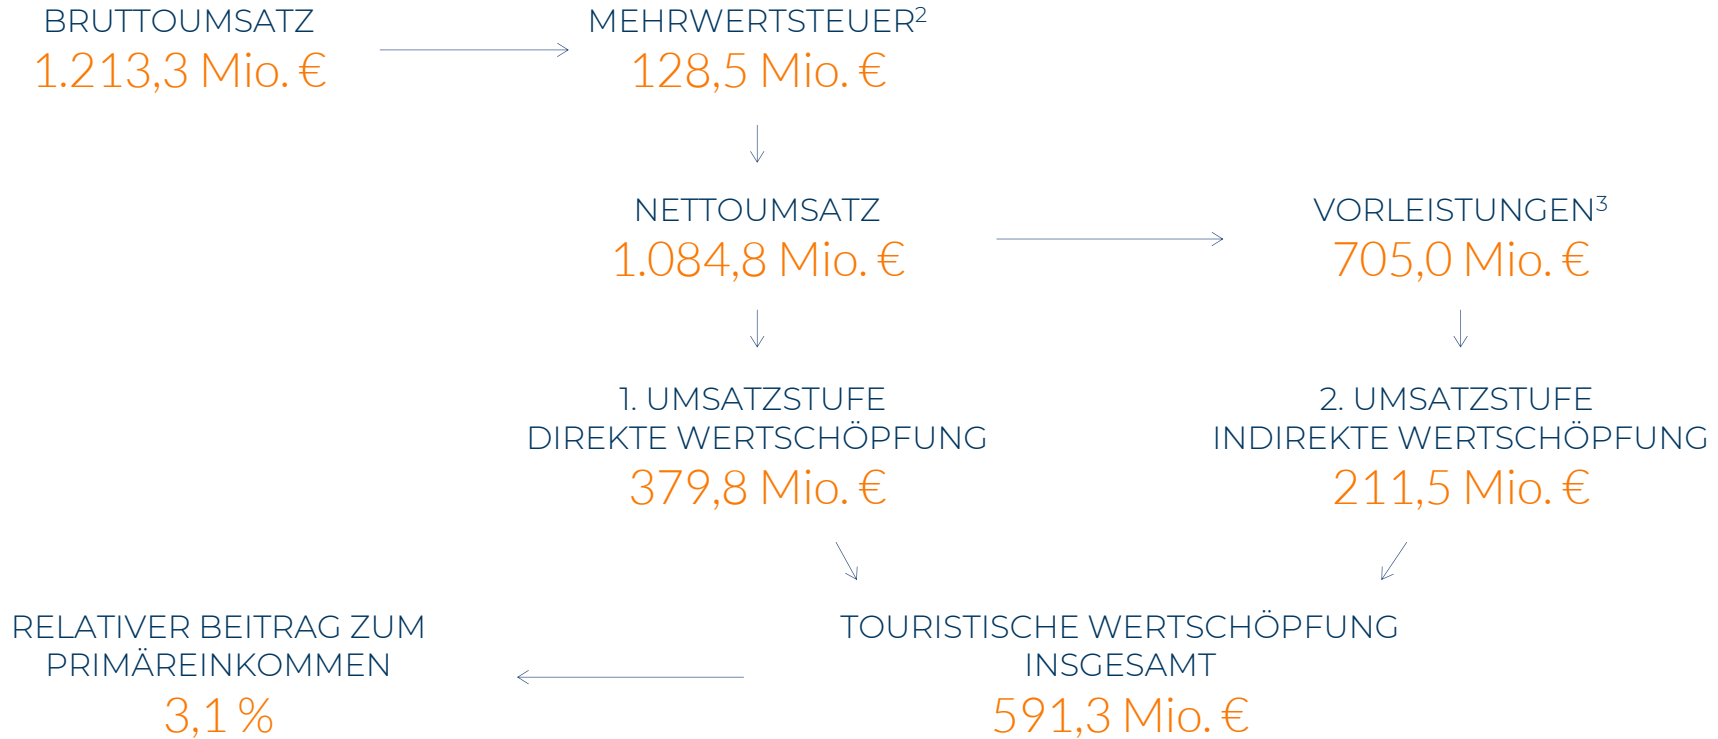 BRUTTOUMSATZ
1.213,3 Mio. €
MEHRWERTSTEUER²
128,5 Mio. €
NETTOUMSATZ
1.084,8 Mio. €
VORLEISTUNGEN³
705,0 Mio. €
1. UMSATZSTUFE
DIREKTE WERTSCHÖPFUNG
379,8 Mio. €
2. UMSATZSTUFE
INDIREKTE WERTSCHÖPFUNG
211,5 Mio. €
RELATIVER BEITRAG ZUM
PRIMÄREINKOMMEN
3,1 %
TOURISTISCHE WERTSCHÖPFUNG
INSGESAMT
591,3 Mio. €